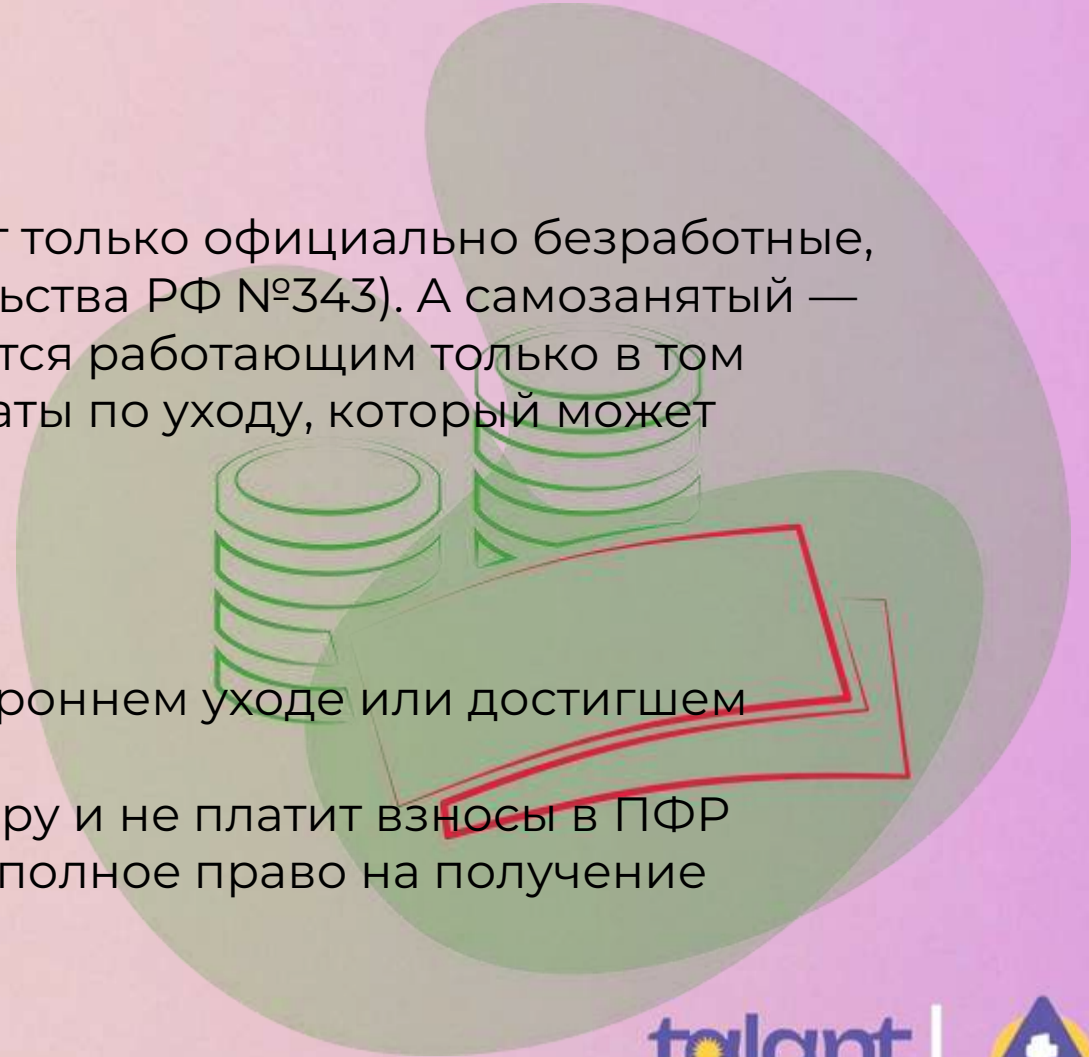 т только официально безработные,
ьства РФ №343). А самозанятый —
тся работающим только в том
аты по уходу, который может
роннем уходе или достигшем
ру и не платит взносы в ПФР
полное право на получение
talant